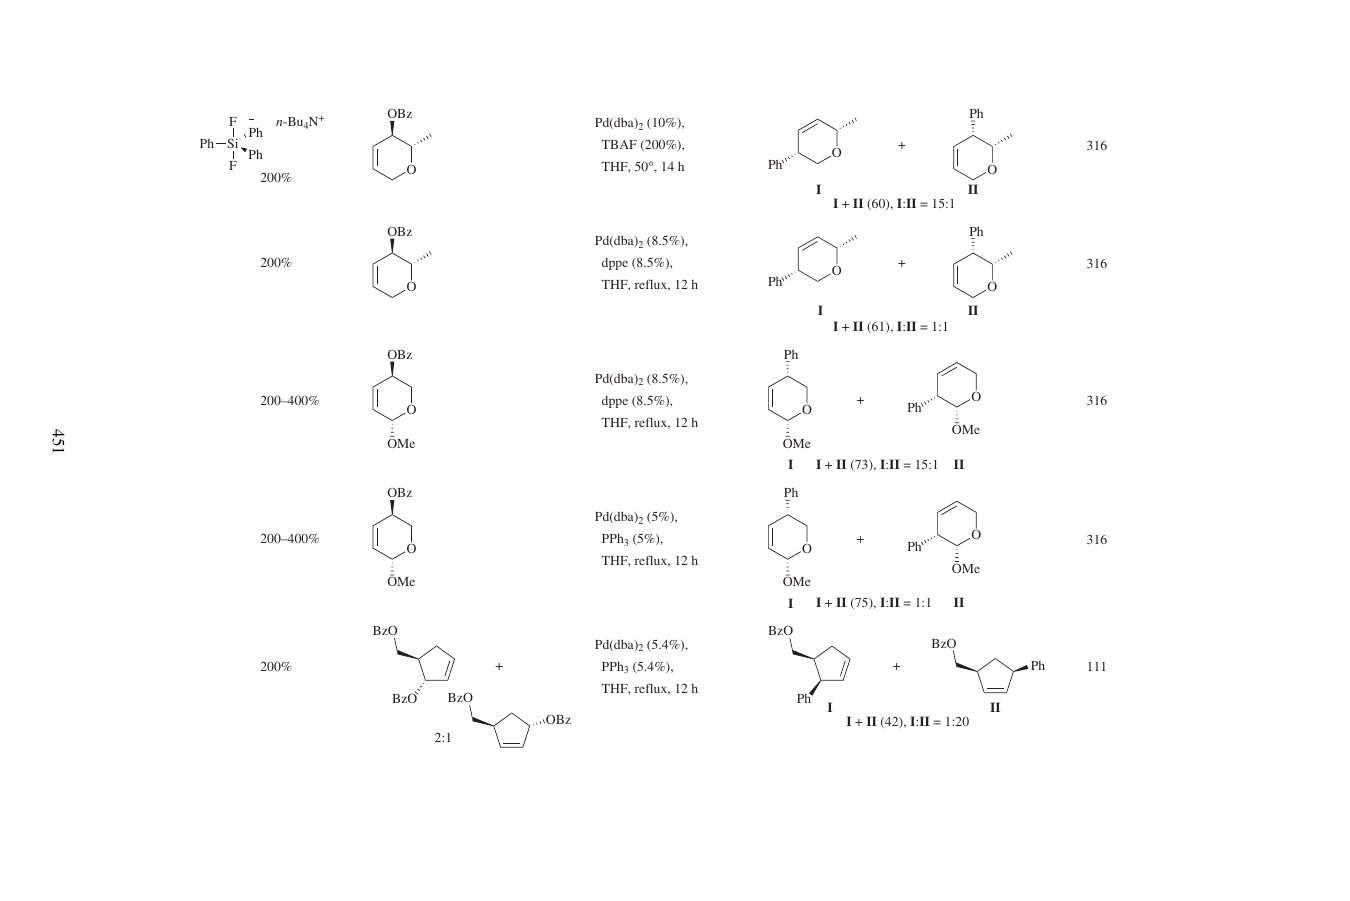 F
−
n-Bu4N+
Ph
Ph Si
Ph
F
200%
OBz
O
Pd(dba)2 (10%),
TBAF (200%),
THF, 50°, 14 h
O
Ph
I
+
Ph
O
II
I + II (60), I:II = 15:1
316
200%
OBz
O
Pd(dba)2 (8.5%),
dppe (8.5%),
THF, reflux, 12 h
O
Ph
I
+
Ph
O
II
I + II (61), I:II = 1:1
316
200–400%
OBz
O
OMe
Pd(dba)2 (8.5%),
dppe (8.5%),
THF, reflux, 12 h
Ph
O
OMe
+
O
Ph
OMe
I I + II (73), I:II = 15:1 II
316
451
200–400%
OBz
O
OMe
Pd(dba)2 (5%),
PPh3 (5%),
THF, reflux, 12 h
Ph
O
OMe
+
O
Ph
OMe
I I + II (75), I:II = 1:1 II
316
200%
BzO
BzO
+
BzO
OBz
2:1
Pd(dba)2 (5.4%),
PPh3 (5.4%),
THF, reflux, 12 h
BzO
Ph
I
+
BzO
Ph
II
I + II (42), I:II = 1:20
111